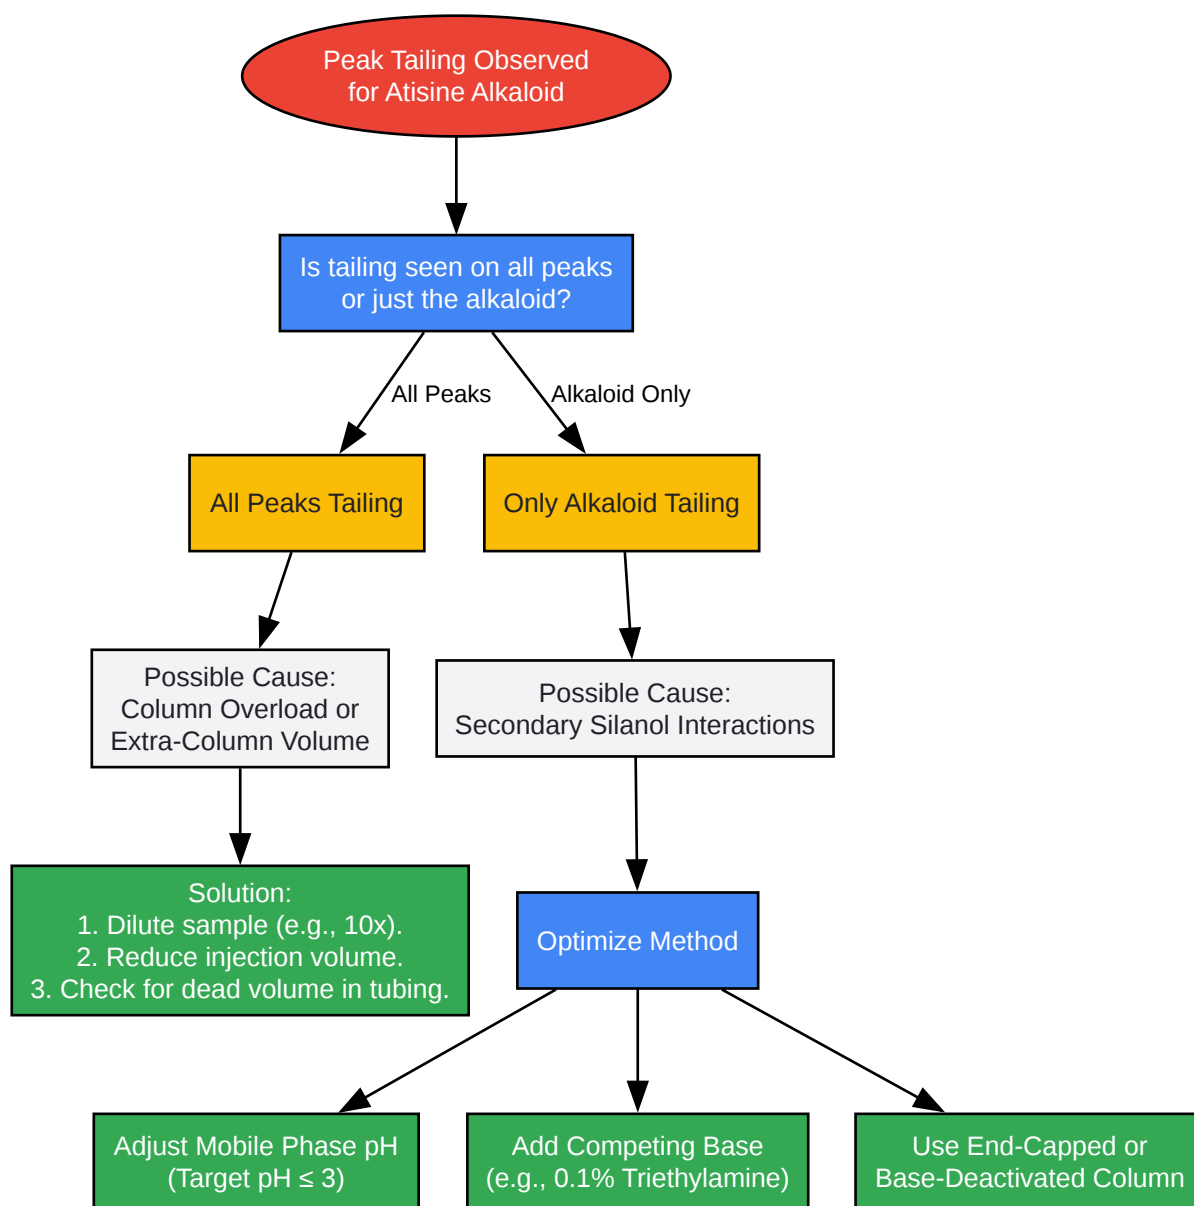 Peak Tailing Observed
for Atisine Alkaloid
Is tailing seen on all peaks
or just the alkaloid?
All Peaks
Alkaloid Only
All Peaks Tailing
Only Alkaloid Tailing
Possible Cause:
Column Overload or
Extra-Column Volume
Possible Cause:
Secondary Silanol Interactions
Solution:
1. Dilute sample (e.g., 10x).
2. Reduce injection volume.
3. Check for dead volume in tubing.
Optimize Method
Adjust Mobile Phase pH
(Target pH ≤ 3)
Add Competing Base
(e.g., 0.1% Triethylamine)
Use End-Capped or
Base-Deactivated Column